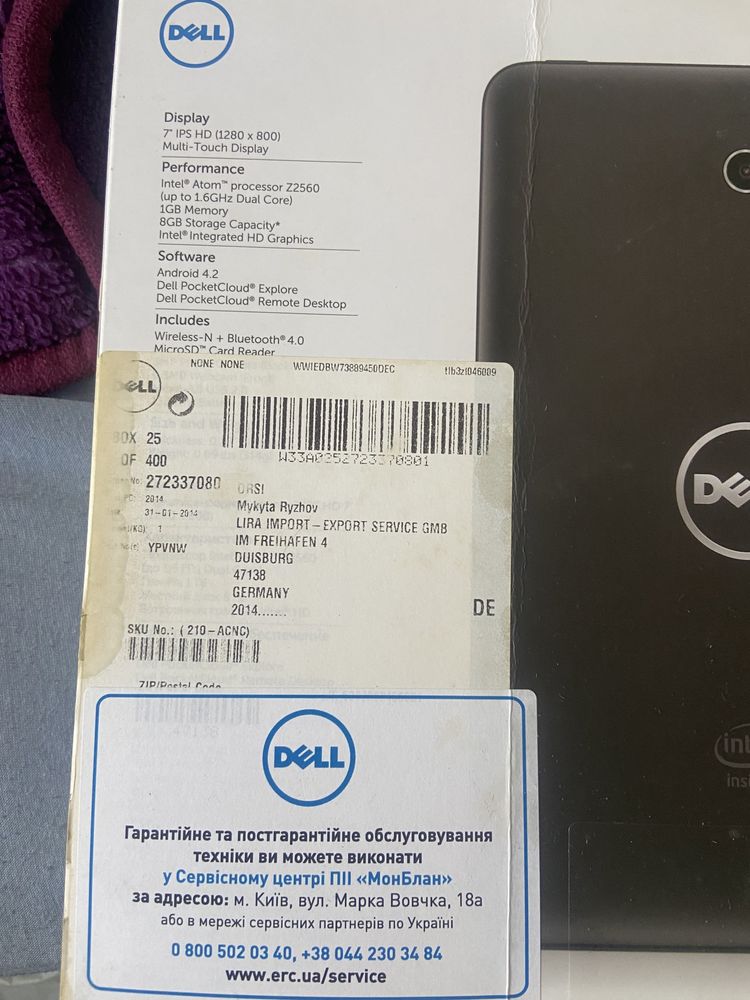 DELL
Display
7" IPS HD (1280 x 800)
Multi-Touch Display
Performance
Intel® Atom™ processor Z2560
(up to 1.6GHz Dual Core)
1GB Memory
8GB Storage Capacity*
Intel® Integrated HD Graphics
Software
Android 4.2
Dell PocketCloud® Explore
Dell PocketCloud® Remote Desktop
Includes
Wireless-N + Bluetooth® 4.0
MicroSD™ Card Reader
NONE NONE
DELL
BOX 25
OF 400
272337080
2014
31-01-2014
1
YPVNW
DRSI
Mykyta Ryzhov
LIRA IMPORT-EXPORT SERVICE GMB
IM FREIHAFEN 4
DUISBURG
47138
GERMANY
2014.......
DE
SKU No.: ( 210-ACNC)
ZIP/Postal Code
DELL
Гарантійне та постгарантійне обслуговування
техніки ви можете виконати
у Сервісному центрі ПІІ «МонБлан»
за адресою: м. Київ, вул. Марка Вовчка, 18а
або в мережі сервісних партнерів по Україні
0 800 502 03 40, +38 044 230 34 84
www.erc.ua/service